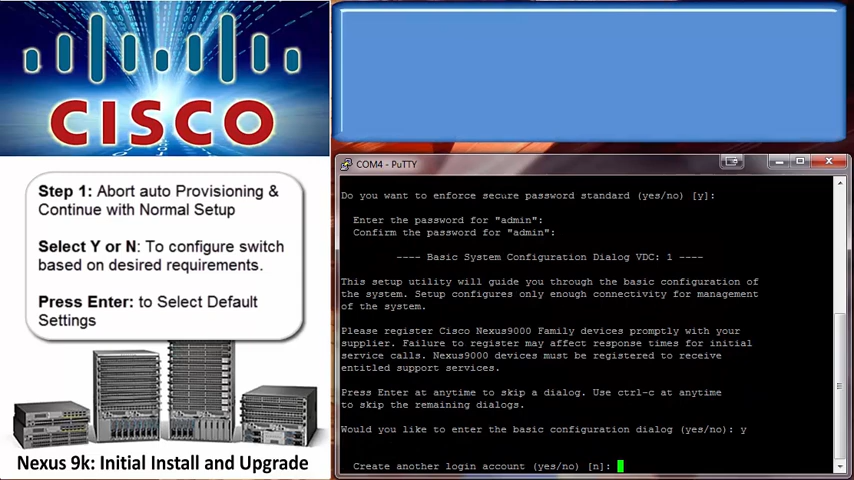 CISCO
Step 1: Abort auto Provisioning &
Continue with Normal Setup
Select Y or N: To configure switch
based on desired requirements.
Press Enter: to Select Default
Settings
Nexus 9k: Initial Install and Upgrade
COM4 - PuTTY
Do you want to enforce secure password standard (yes/no) [y]:
Enter the password for "admin":
Confirm the password for "admin":
---- Basic System Configuration Dialog VDC: 1 ----
This setup utility will guide you through the basic configuration of
the system. Setup configures only enough connectivity for management
of the system.
Please register Cisco Nexus9000 Family devices promptly with your
supplier. Failure to register may affect response times for initial
service calls. Nexus9000 devices must be registered to receive
entitled support services.
Press Enter at anytime to skip a dialog. Use ctrl-c at anytime
to skip the remaining dialogs.
Would you like to enter the basic configuration dialog (yes/no): y
Create another login account (yes/no) [n]: